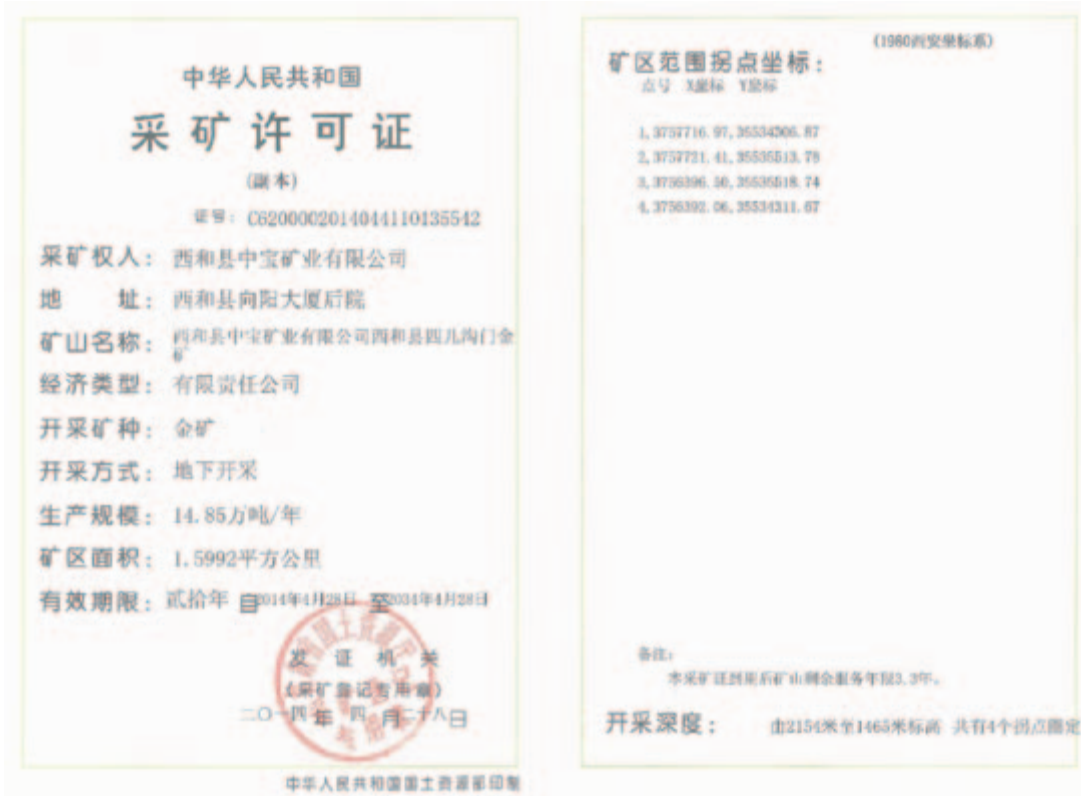 中华人民共和国
采矿许可证
(副本)
证号: C6200002014044110135542
采矿权人: 西和县中宝矿业有限公司
地 址: 西和县向阳大厦后院
矿山名称: 西和县中宝矿业有限公司西和县四儿沟门金
矿
经济类型: 有限责任公司
开采矿种: 金矿
开采方式: 地下开采
生产规模: 14.85万吨/年
矿区面积: 1.5992平方公里
有效期限: 贰拾年 自2014年4月28日 至2034年4月28日
发 证 机 关
(采矿登记专用章)
二〇一四年 四 月二十八日
中华人民共和国国土资源部印制
(1980西安坐标系)
矿区范围拐点坐标:
点号 X坐标 Y坐标
1,3757716.97,35534306.87
2,3757721.41,35535513.78
3,3756396.50,35535518.74
4,3756392.06,35534311.67
备注:
本采矿证到期后矿山剩余服务年限3.3年。
开采深度: 由2154米至1465米标高 共有4个拐点圈定